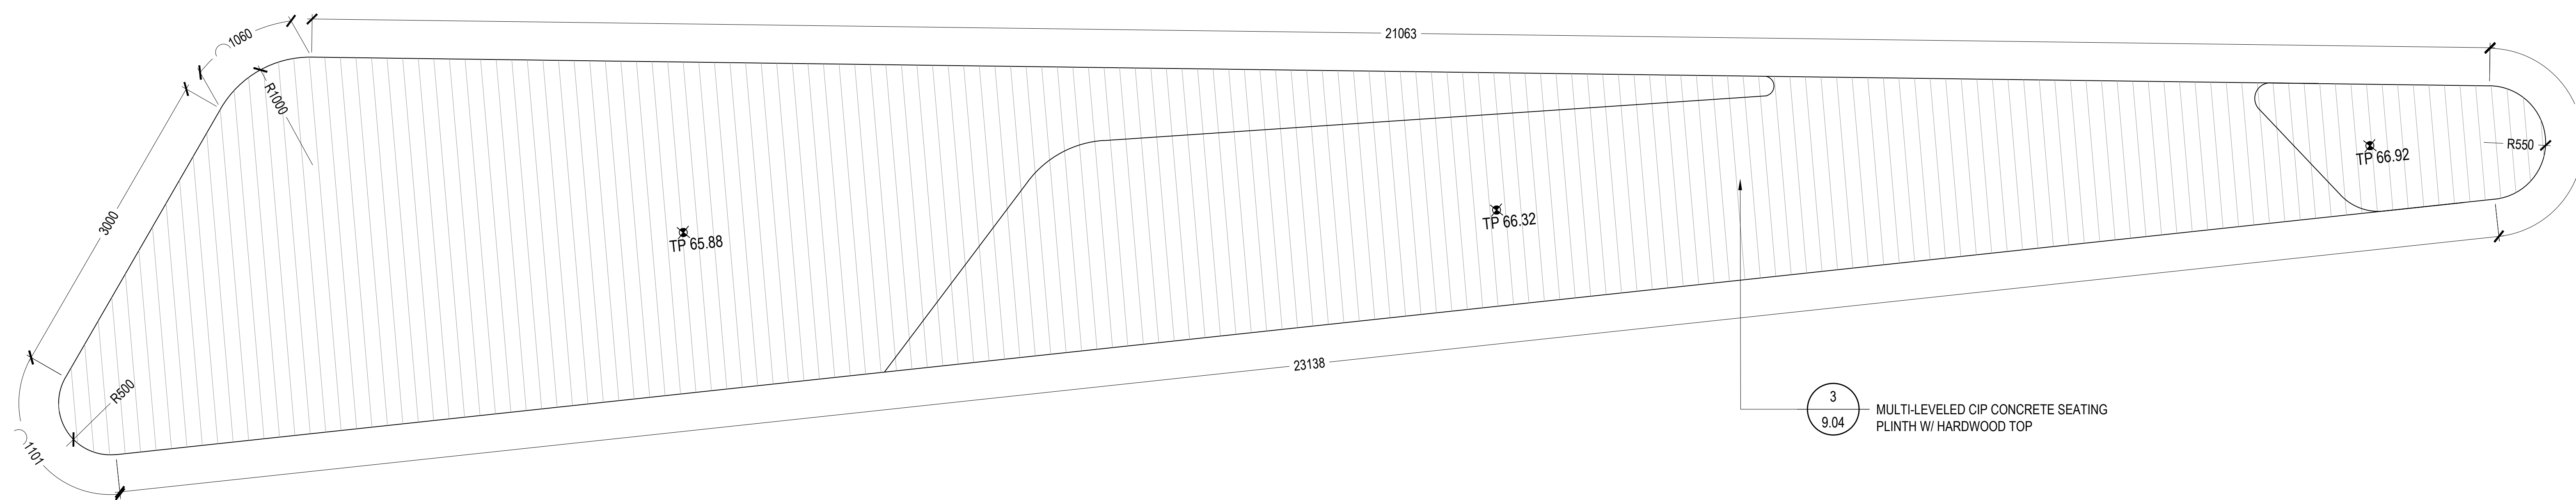 1060
21063
R1000
R550
TP 66.92
3000
TP 66.32
TP 65.88
23138
R500
3
9.04
MULTI-LEVELED CIP CONCRETE SEATING
PLINTH W/ HARDWOOD TOP
1101